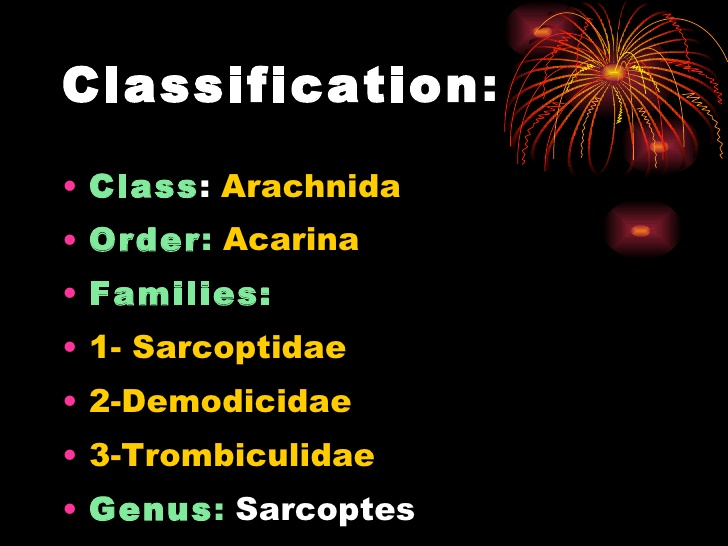 Classification:
• Class: Arachnida
• Order: Acarina
• Families:
• 1- Sarcoptidae
• 2-Demodicidae
• 3-Trombiculidae
• Genus: Sarcoptes